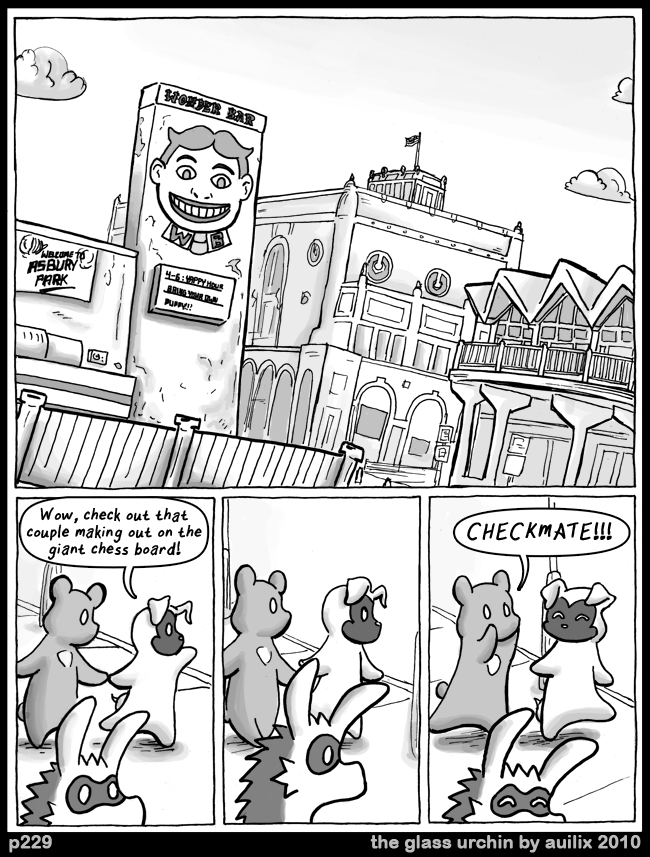 WONDER BAR
W B
WELCOME TO
ASBURY
PARK
4-6: YAPPY HOUR
BRING YOUR OWN
PUPPY!!!
Wow, check out that
couple making out on the
giant chess board!
CHECKMATE!!!
p229
the glass urchin by auilix 2010